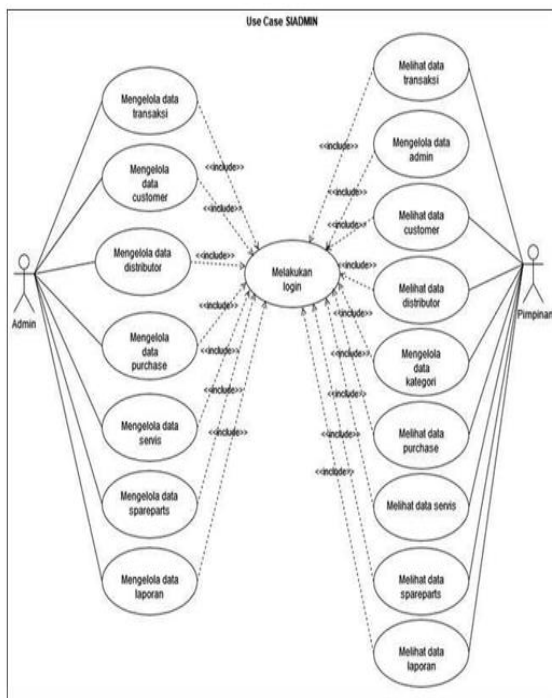 Use Case SIADMIN
Mengelola data
transaksi
Mengelola
data
customer
Mengelola data
distributor
Mengelola
data
purchase
Mengelola data
servis
Mengelola data
spareparts
Mengelola data
laporan
Admin
<<include>>
<<include>>
<<include>>
<<include>>
<<include>>
<<include>>
<<include>>
Melakukan
login
<<include>>
<<include>>
<<include>>
<<include>>
<<include>>
<<include>>
<<include>>
<<include>>
<<include>>
Melihat data
transaksi
Mengelola data
admin
Melihat data
customer
Melihat data
distributor
Mengelola
data
kategori
Melihat data
purchase
Melihat data servis
Melihat data
spareparts
Melihat data
laporan
Pimpinan